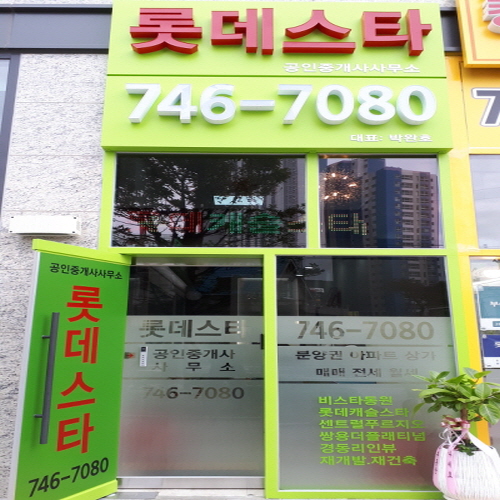 롯데스타
공인중개사사무소
746-7080
대표: 박완호
공인중개사사무소
롯데스타
746-7080
롯데스타
공인중개사
사 무 소
746-7080
746-7080
분양권 아파트 상가
매매 전세 월세
비스타동원
롯데캐슬스타
센트럴푸르지오
쌍용더플래티넘
경동리인뷰
재개발.재건축